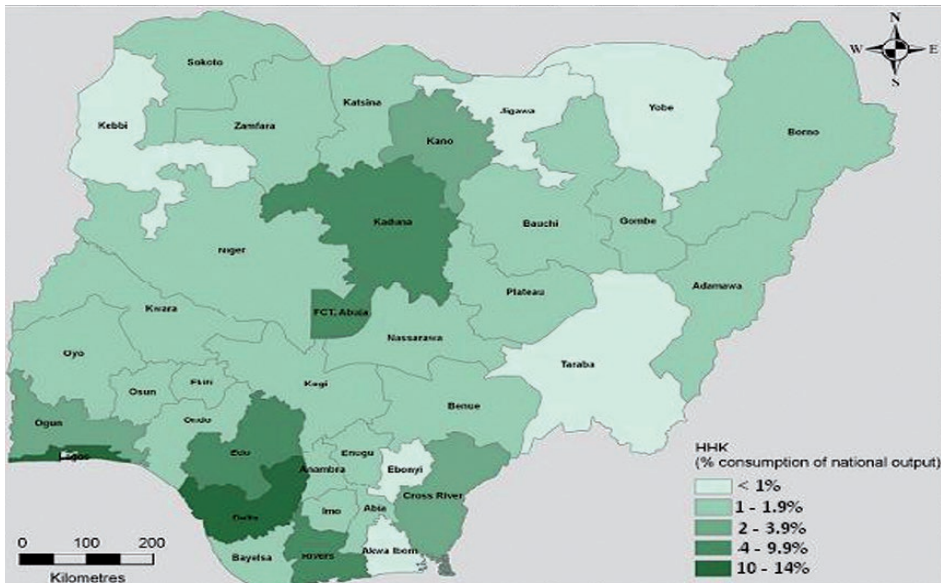 N
W E
S
Sokoto
Katsina
Jigawa
Yobe
Kebbi
Zamfara
Kano
Borno
Kaduna
Bauchi
Gombe
Niger
Adamawa
Plateau
FCT, Abuja
Kwara
Nassarawa
Oyo
Taraba
Osun
Ekiti
Kogi
Benue
Ogun
Ondo
Lagos
Edo
Enugu
Anambra
Ebonyi
Cross River
Delta
Imo
Abia
Bayelsa
Rivers
Akwa Ibom
HHK
(% consumption of national output)
< 1%
1 - 1.9%
2 - 3.9%
4 - 9.9%
10 - 14%
0 50 100 200
Kilometres